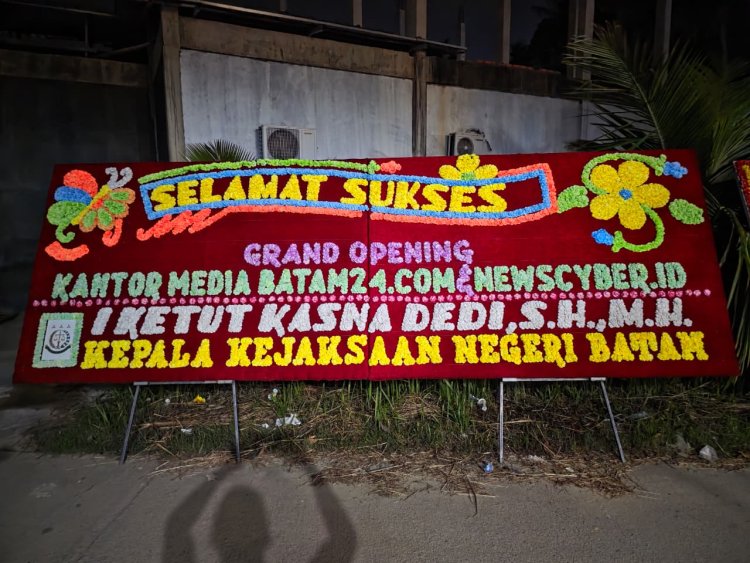 SELAMAT SUKSES
GRAND OPENING
KANTOR MEDIA BATAM24.COM & NEWSCYBER.ID
I KETUT KASNA DEDI, S.H., M.H.
KEPALA KEJAKSAAN NEGERI BATAM